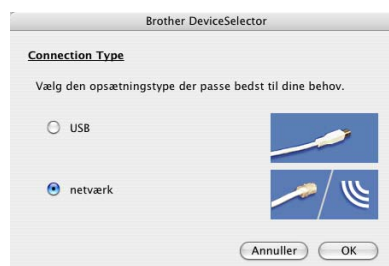 Brother DeviceSelector
Connection Type
Vælg den opsætningstype der passe bedst til dine behov.
USB
netværk
Annuller OK